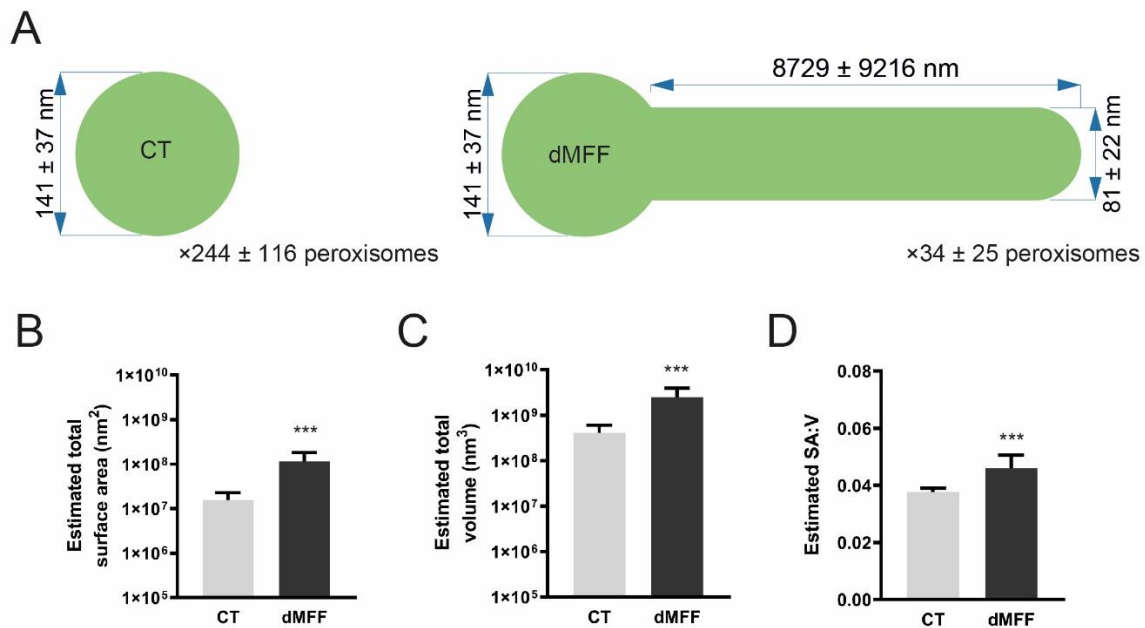 A
141 ± 37 nm
CT
×244 ± 116 peroxisomes
141 ± 37 nm
dMFF
8729 ± 9216 nm
81 ± 22 nm
×34 ± 25 peroxisomes
B
Estimated total
surface area (nm²)
1×10¹⁰
1×10⁹
1×10⁸
1×10⁷
1×10⁶
1×10⁵
***
CT dMFF
C
Estimated total
volume (nm³)
1×10¹⁰
1×10⁹
1×10⁸
1×10⁷
1×10⁶
1×10⁵
***
CT dMFF
D
Estimated SA:V
0.08
0.06
0.04
0.02
0.00
***
CT dMFF